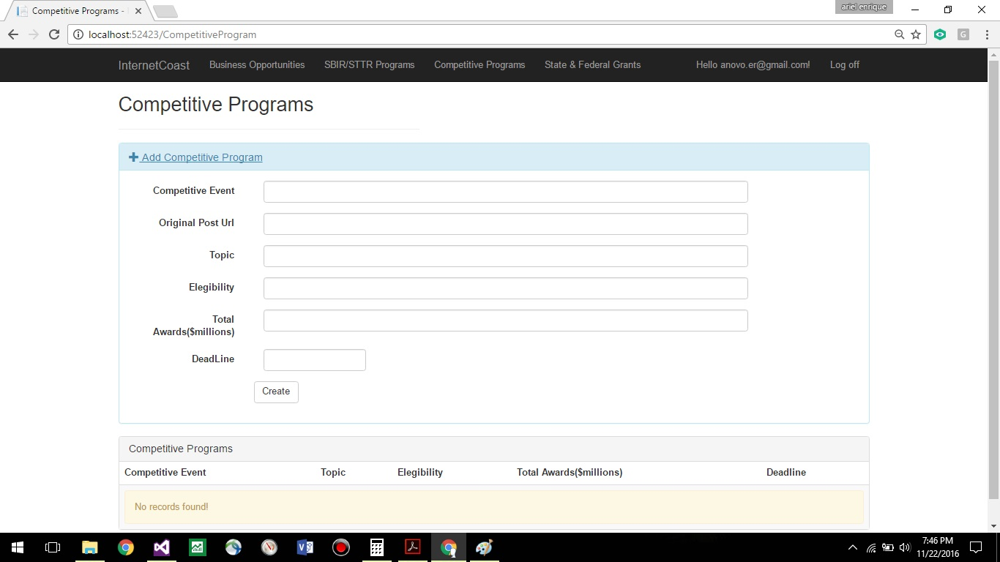 Competitive Programs -
ariel enrique
localhost:52423/CompetitiveProgram
G
InternetCoast Business Opportunities SBIR/STTR Programs Competitive Programs State & Federal Grants Hello anovo.er@gmail.com! Log off
Competitive Programs
Add Competitive Program
Competitive Event
Original Post Url
Topic
Elegibility
Total
Awards($millions)
DeadLine
Create
Competitive Programs
Competitive Event Topic Elegibility Total Awards($millions) Deadline
No records found!
7:46 PM
11/22/2016